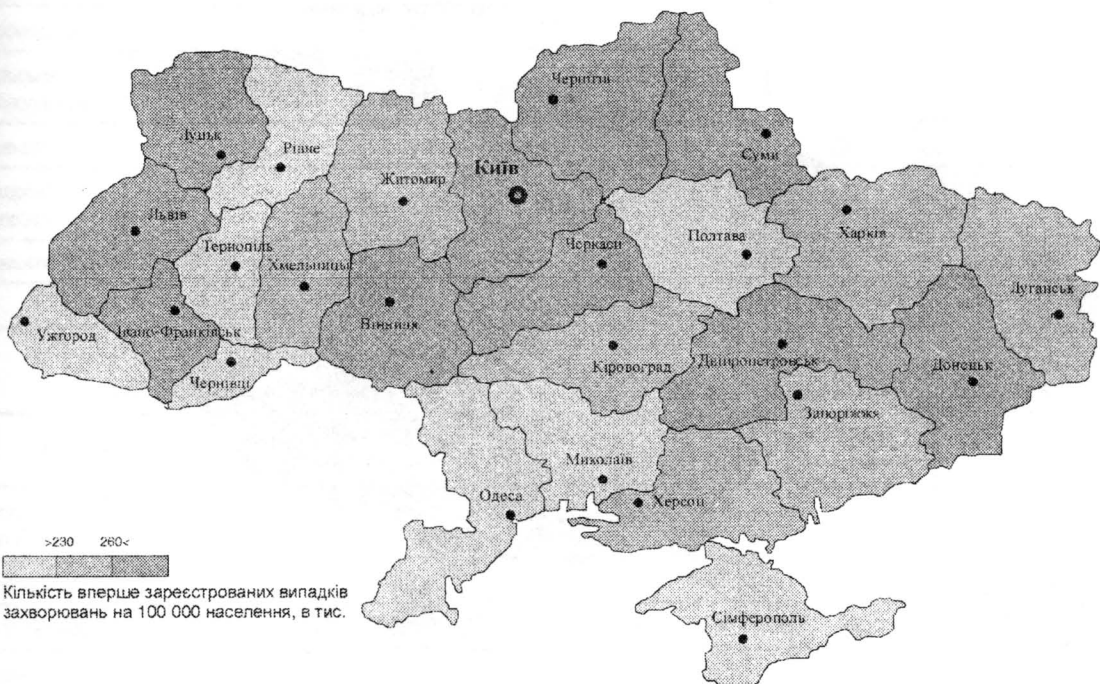 Чернігів
Луцьк
Рівне
Суми
Київ
Житомир
Львів
Полтава
Харків
Тернопіль
Черкаси
Хмельницьк
Луганськ
Вінниця
Ужгород
Івано-Франківськ
Кіровоград
Дніпропетровськ
Донецьк
Чернівці
Запоріжжя
Миколаїв
Одеса
Херсон
>230 260<
Кількість вперше зареєстрованих випадків
захворювань на 100 000 населення, в тис.
Сімферополь